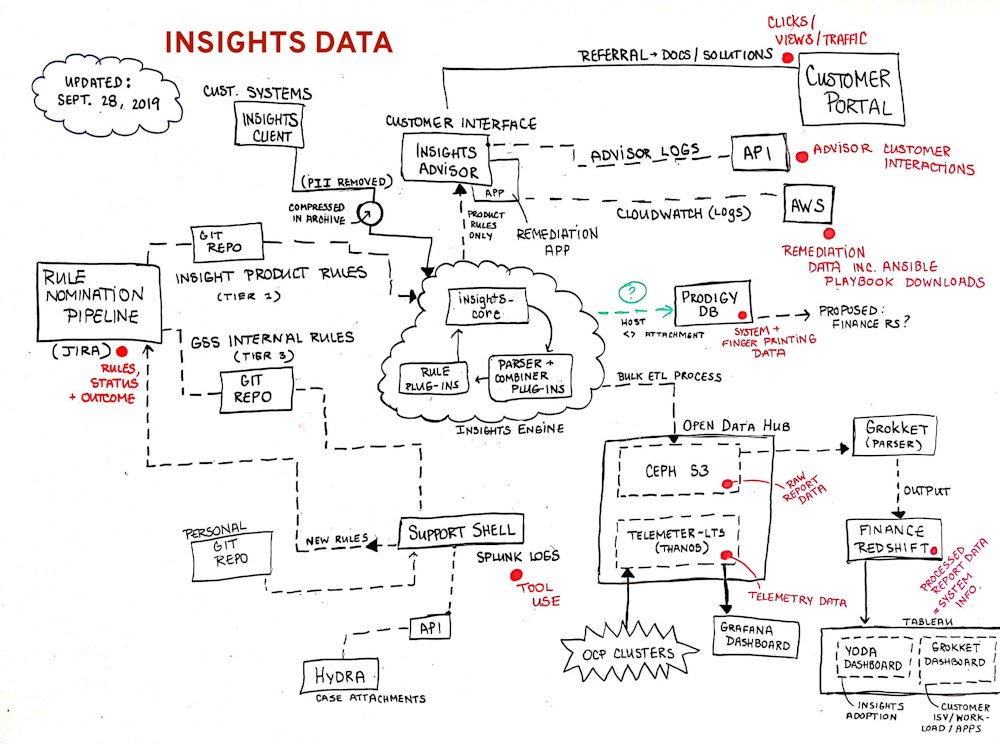 INSIGHTS DATA
UPDATED:
SEPT. 28, 2019
CUST. SYSTEMS
INSIGHTS
CLIENT
(PII REMOVED)
COMPRESSED
IN ARCHIVE
CUSTOMER INTERFACE
INSIGHTS
ADVISOR
APP
PRODUCT
RULES
ONLY
REMEDIATION
APP
REFERRAL → DOCS/SOLUTIONS
CLICKS/
VIEWS/TRAFFIC
CUSTOMER
PORTAL
ADVISOR LOGS
API
ADVISOR CUSTOMER
INTERACTIONS
CLOUDWATCH (LOGS)
AWS
REMEDIATION
DATA INC. ANSIBLE
PLAYBOOK DOWNLOADS
GIT
REPO
INSIGHT PRODUCT RULES
(TIER 1)
RULE
NOMINATION
PIPELINE
(JIRA)
RULES,
STATUS
+ OUTCOME
GSS INTERNAL RULES
(TIER 3)
GIT
REPO
insights-
core
RULE
PLUG-INS
PARSER +
COMBINER
PLUG-INS
INSIGHTS ENGINE
?
HOST
<> ATTACHMENT
PRODIGY
DB
SYSTEM +
FINGER PRINTING
DATA
PROPOSED:
FINANCE RS?
BULK ETL PROCESS
OPEN DATA HUB
CEPH S3
RAW
REPORT
DATA
TELEMETER-LTS
(THANOS)
TELEMETRY DATA
OCP CLUSTERS
GRAFANA
DASHBOARD
GROKKET
(PARSER)
OUTPUT
FINANCE
REDSHIFT
PROCESSED
REPORT DATA
+ SYSTEM
INFO.
TABLEAU
YODA
DASHBOARD
GROKKET
DASHBOARD
INSIGHTS
ADOPTION
CUSTOMER
ISV/WORK-
LOAD/APPS
PERSONAL
GIT
REPO
NEW RULES
SUPPORT SHELL
SPLUNK LOGS
TOOL
USE
API
HYDRA
CASE ATTACHMENTS